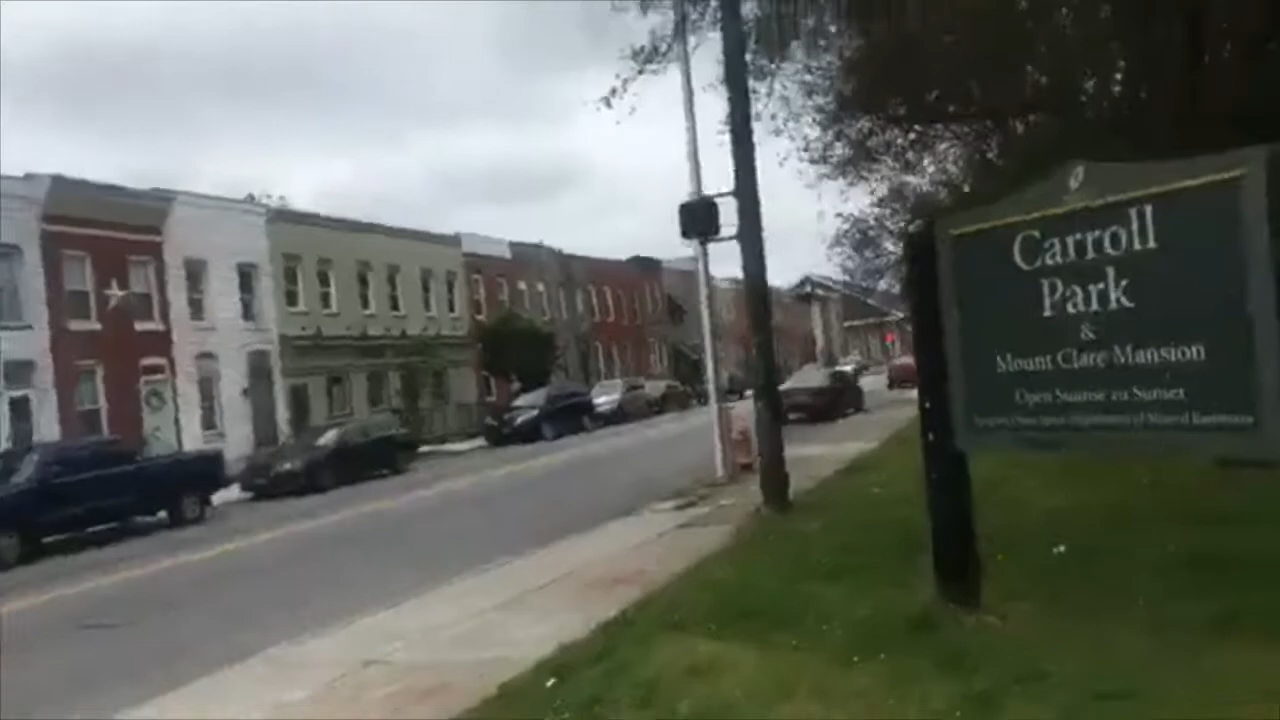 Carroll
Park
&
Mount Clare Mansion
Open Sunrise to Sunset